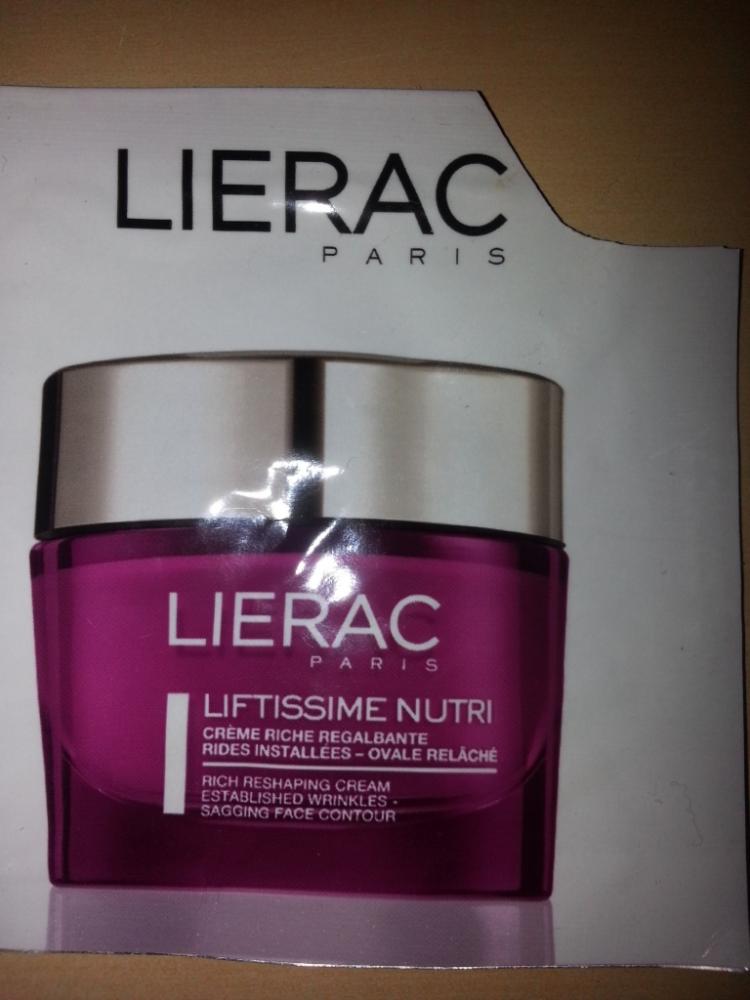 LIERAC
PARIS
LIERAC
PARIS
LIFTISSIME NUTRI
CRÈME RICHE REGALBANTE
RIDES INSTALLÉES – OVALE RELÂCHÉ
RICH RESHAPING CREAM
ESTABLISHED WRINKLES -
SAGGING FACE CONTOUR